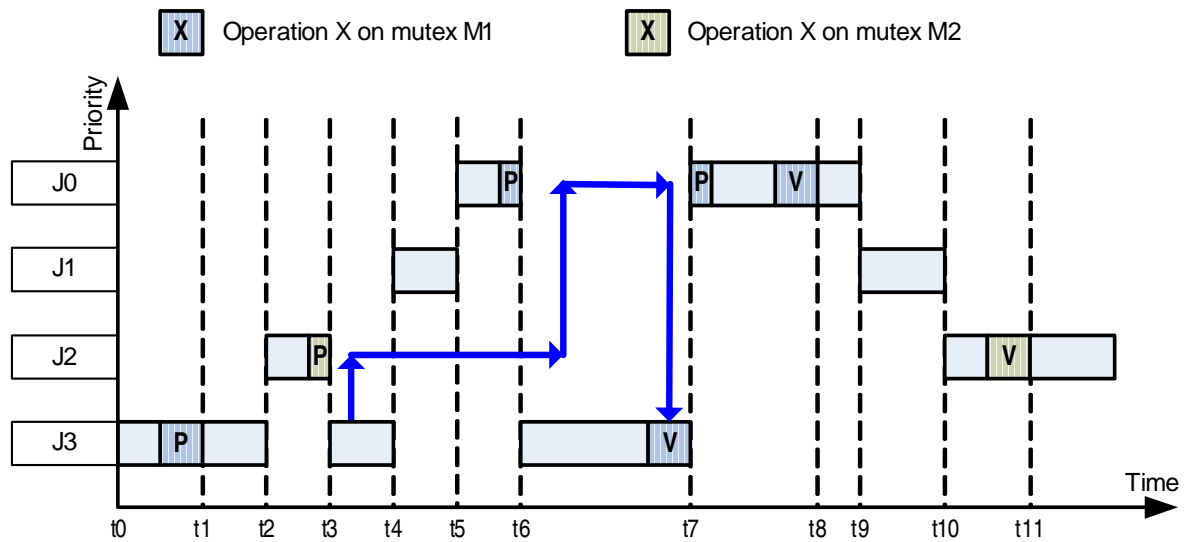 X Operation X on mutex M1 X Operation X on mutex M2
Priority
J0 P P V
J1
J2 P V
J3 P V
Time
t0 t1 t2 t3 t4 t5 t6 t7 t8 t9 t10 t11